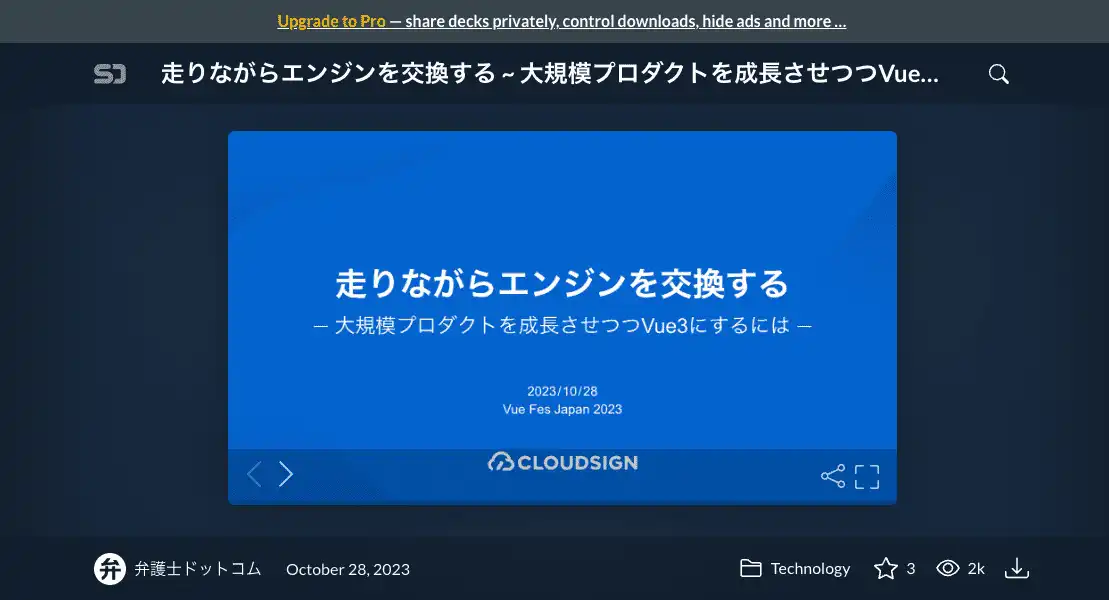 Upgrade to Pro — share decks privately, control downloads, hide ads and more …
SD
走りながらエンジンを交換する ~ 大規模プロダクトを成長させつつVue…
走りながらエンジンを交換する
— 大規模プロダクトを成長させつつVue3にするには —
2023/10/28
Vue Fes Japan 2023
CLOUDSIGN
弁 弁護士ドットコム October 28, 2023 Technology 3 2k